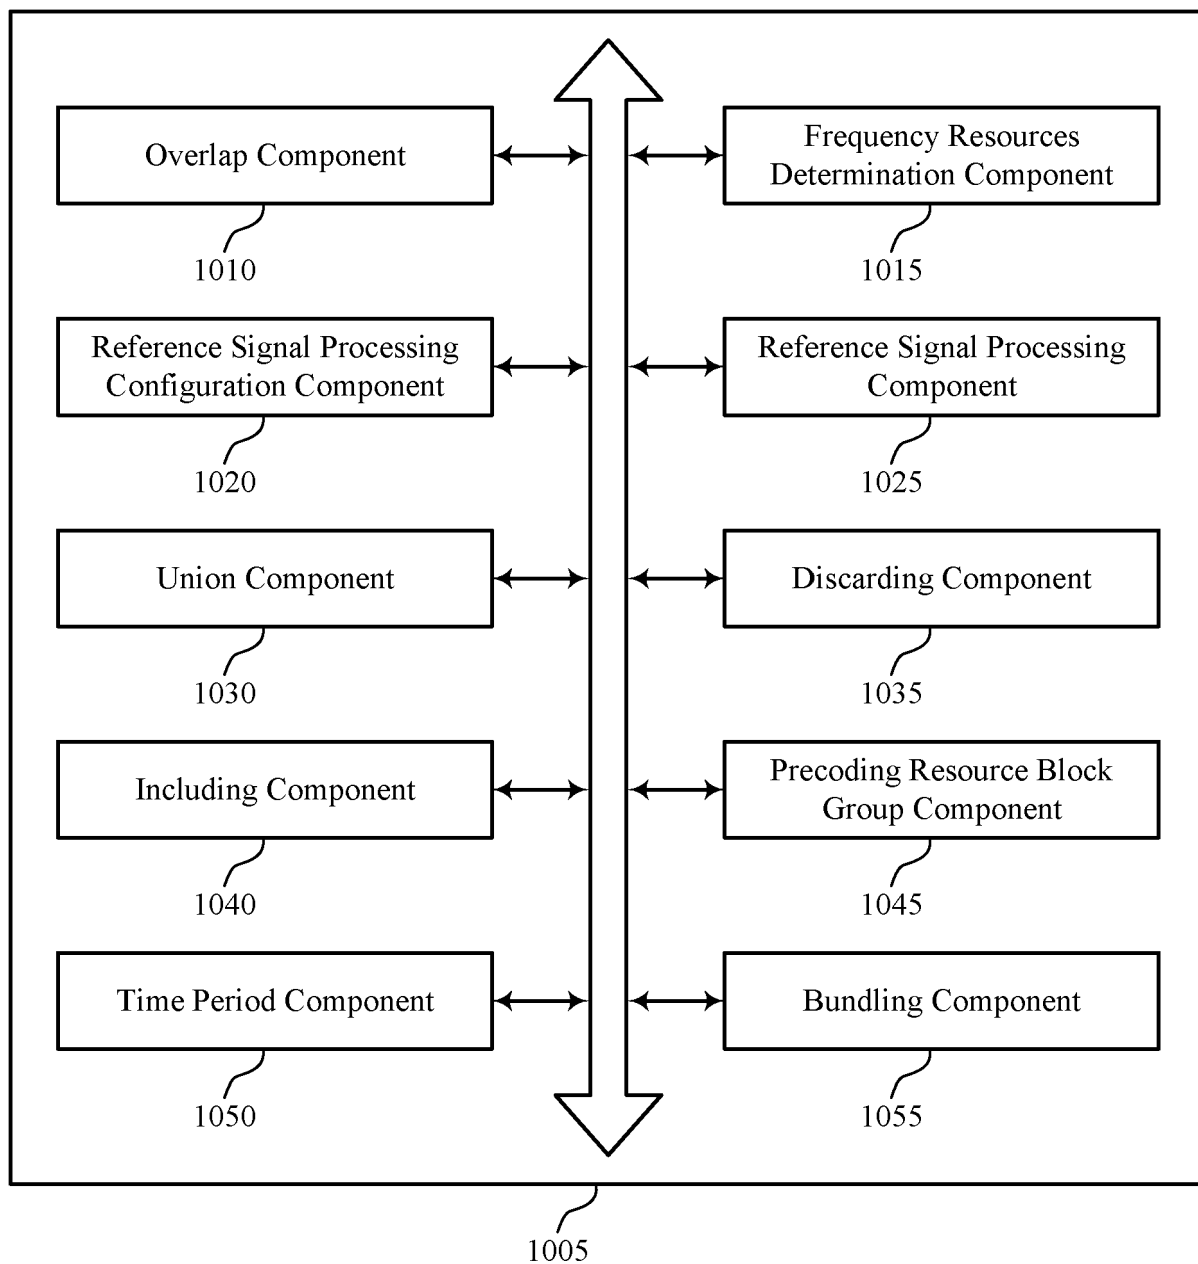 Overlap Component
1010
Frequency Resources
Determination Component
1015
Reference Signal Processing
Configuration Component
1020
Reference Signal Processing
Component
1025
Union Component
1030
Discarding Component
1035
Including Component
1040
Precoding Resource Block
Group Component
1045
Time Period Component
1050
Bundling Component
1055
1005